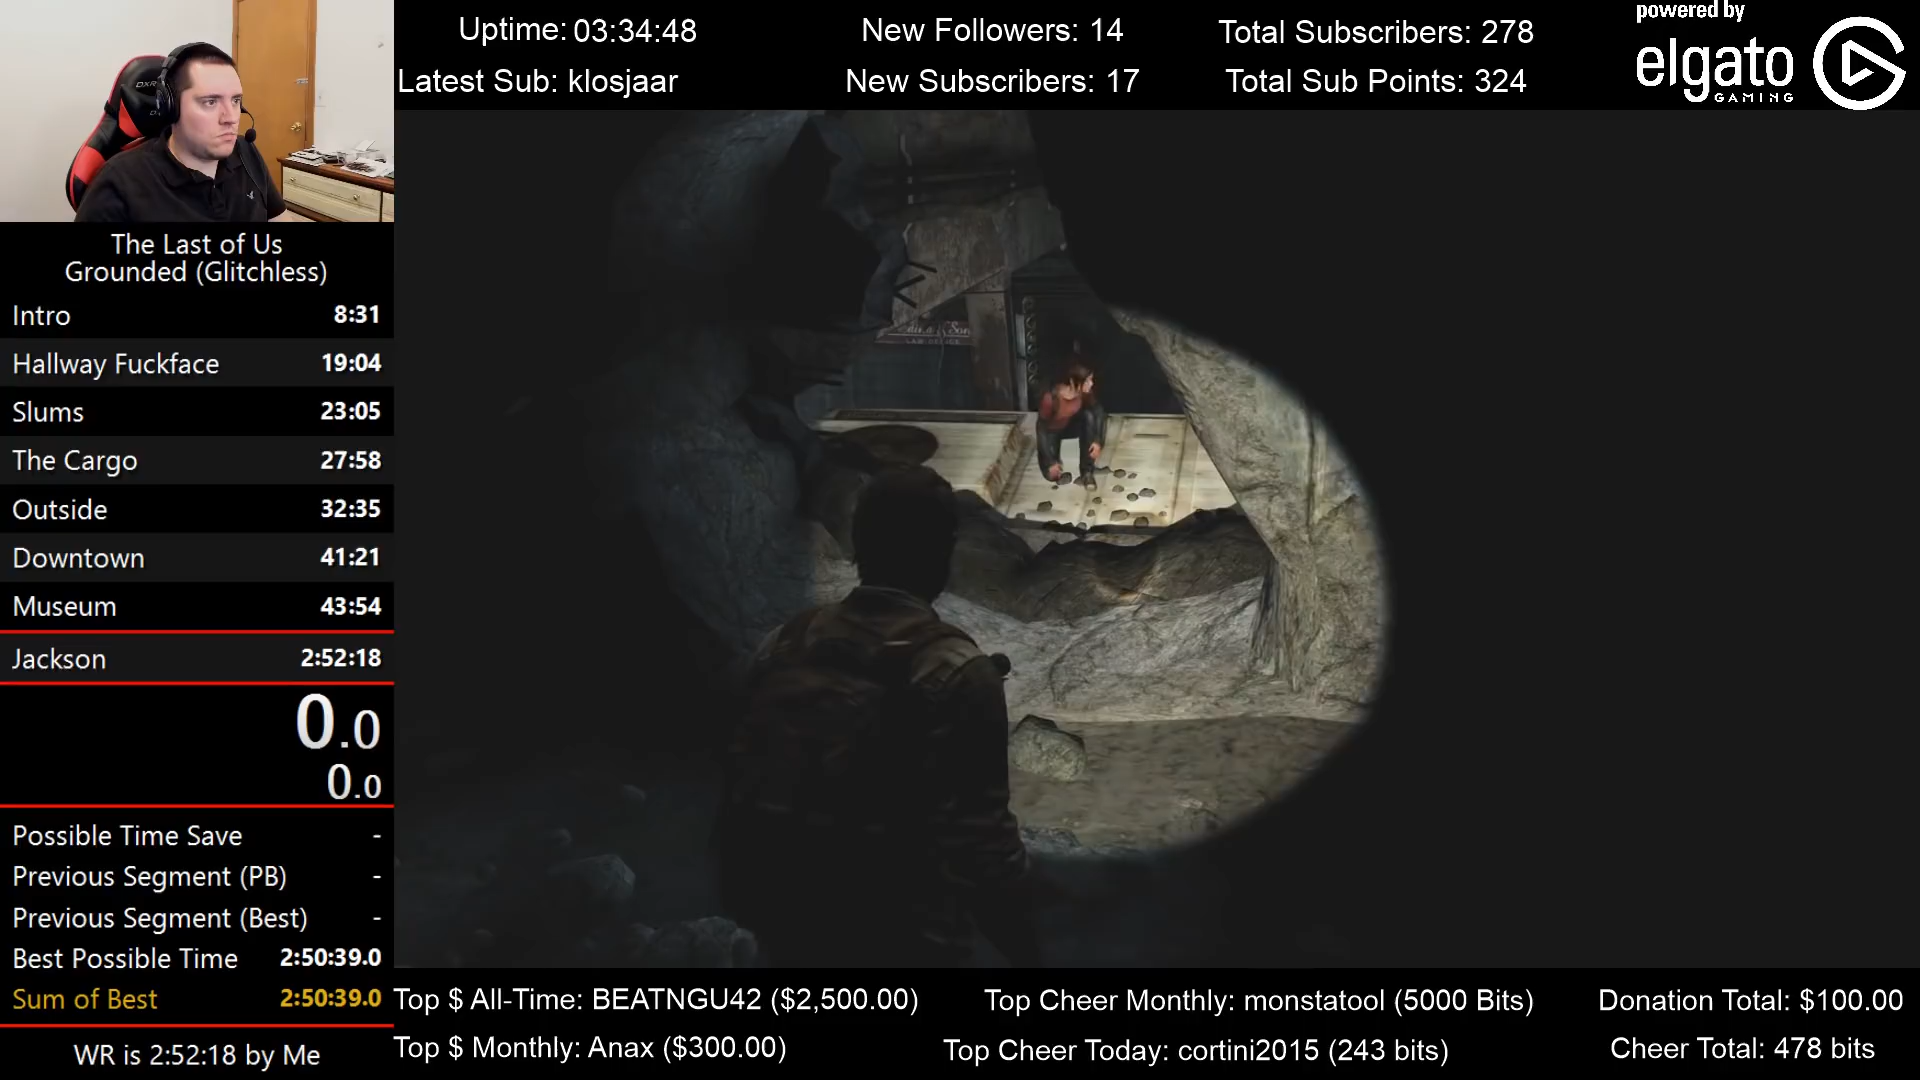 Uptime: 03:34:48
New Followers: 14
Total Subscribers: 278
Latest Sub: klosjaar
New Subscribers: 17
Total Sub Points: 324
powered by
elgato
GAMING
DXR
The Last of Us
Grounded (Glitchless)
Intro 8:31
Hallway Fuckface 19:04
Slums 23:05
The Cargo 27:58
Outside 32:35
Downtown 41:21
Museum 43:54
Jackson 2:52:18
0.0
0.0
Possible Time Save -
Previous Segment (PB) -
Previous Segment (Best) -
Best Possible Time 2:50:39.0
Sum of Best 2:50:39.0
WR is 2:52:18 by Me
LAW OFFICE
Top $ All-Time: BEATNGU42 ($2,500.00)
Top Cheer Monthly: monstatool (5000 Bits)
Donation Total: $100.00
Top $ Monthly: Anax ($300.00)
Top Cheer Today: cortini2015 (243 bits)
Cheer Total: 478 bits